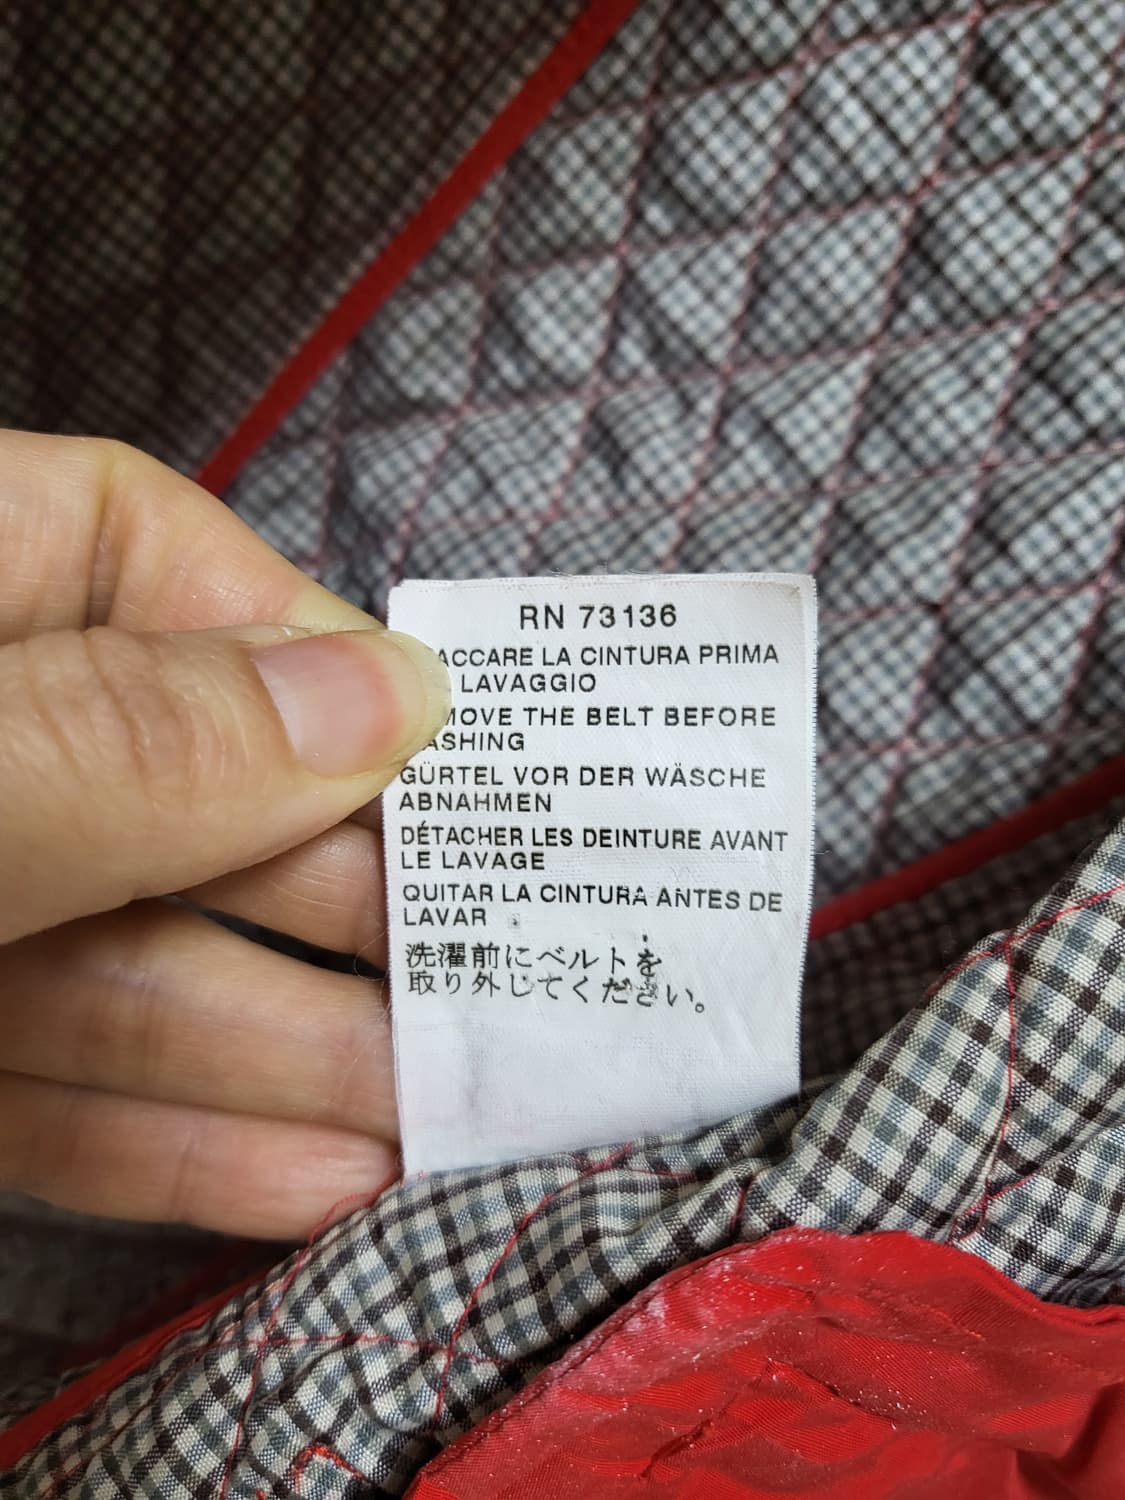 RN 73136
ACCARE LA CINTURA PRIMA
LAVAGGIO
MOVE THE BELT BEFORE
ASHING
GÜRTEL VOR DER WÄSCHE
ABNAHMEN
DÉTACHER LES DEINTURE AVANT
LE LAVAGE
QUITAR LA CINTURA ANTES DE
LAVAR
洗濯前にベルトを
取り外してください。